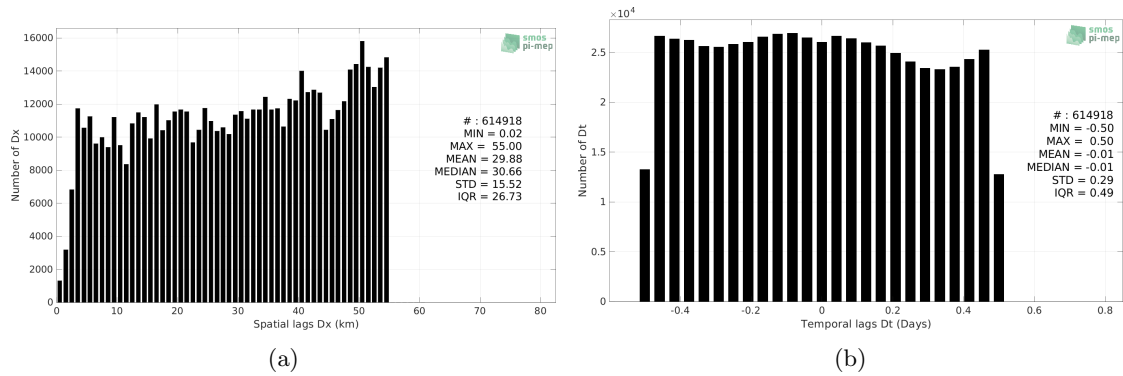 16000
14000
12000
10000
8000
6000
4000
2000
0
Number of Dx
0 10 20 30 40 50 60 70 80
Spatial lags Dx (km)
smos
pi-mep
# : 614918
MIN = 0.02
MAX = 55.00
MEAN = 29.88
MEDIAN = 30.66
STD = 15.52
IQR = 26.73
(a)
×10⁴
2.5
2
1.5
1
0.5
0
Number of Dt
-0.4 -0.2 0 0.2 0.4 0.6 0.8
Temporal lags Dt (Days)
smos
pi-mep
# : 614918
MIN = -0.50
MAX = 0.50
MEAN = -0.01
MEDIAN = -0.01
STD = 0.29
IQR = 0.49
(b)